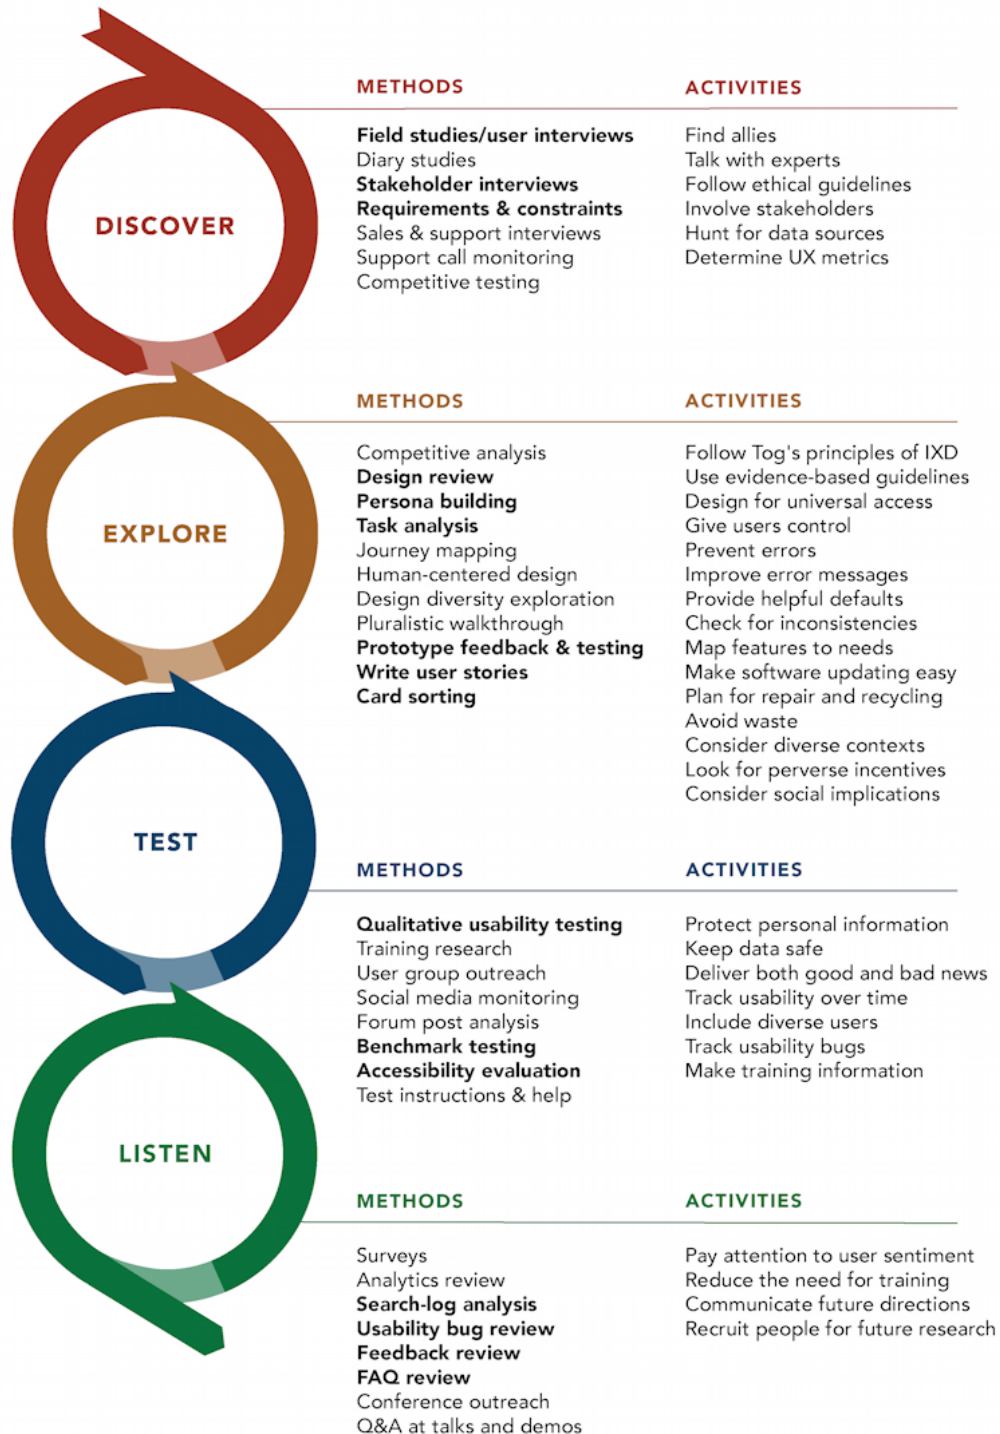 DISCOVER
METHODS
Field studies/user interviews
Diary studies
Stakeholder interviews
Requirements & constraints
Sales & support interviews
Support call monitoring
Competitive testing
ACTIVITIES
Find allies
Talk with experts
Follow ethical guidelines
Involve stakeholders
Hunt for data sources
Determine UX metrics
EXPLORE
METHODS
Competitive analysis
Design review
Persona building
Task analysis
Journey mapping
Human-centered design
Design diversity exploration
Pluralistic walkthrough
Prototype feedback & testing
Write user stories
Card sorting
ACTIVITIES
Follow Tog's principles of IXD
Use evidence-based guidelines
Design for universal access
Give users control
Prevent errors
Improve error messages
Provide helpful defaults
Check for inconsistencies
Map features to needs
Make software updating easy
Plan for repair and recycling
Avoid waste
Consider diverse contexts
Look for perverse incentives
Consider social implications
TEST
METHODS
Qualitative usability testing
Training research
User group outreach
Social media monitoring
Forum post analysis
Benchmark testing
Accessibility evaluation
Test instructions & help
ACTIVITIES
Protect personal information
Keep data safe
Deliver both good and bad news
Track usability over time
Include diverse users
Track usability bugs
Make training information
LISTEN
METHODS
Surveys
Analytics review
Search-log analysis
Usability bug review
Feedback review
FAQ review
Conference outreach
Q&A at talks and demos
ACTIVITIES
Pay attention to user sentiment
Reduce the need for training
Communicate future directions
Recruit people for future research